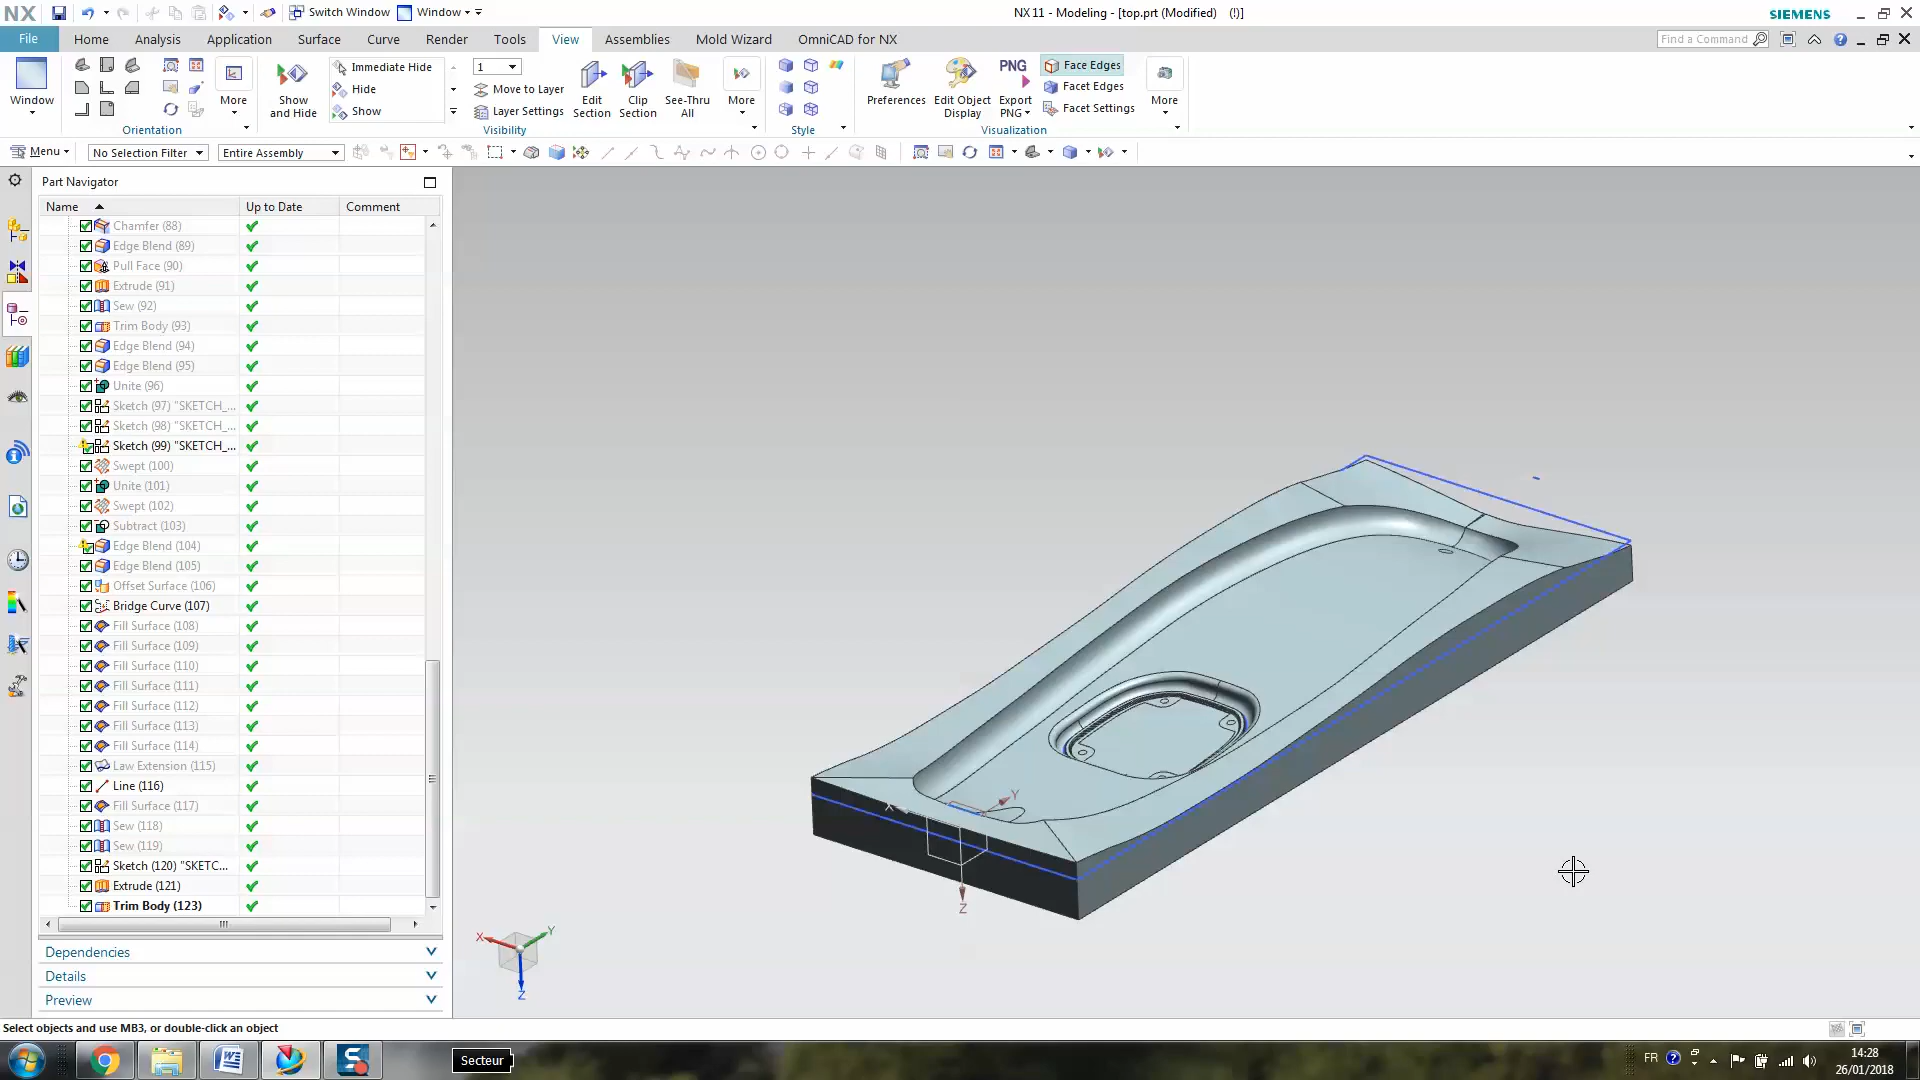 NX
Switch Window
Window
NX 11 - Modeling - [top.prt (Modified)   (!)]
SIEMENS
File
Home
Analysis
Application
Surface
Curve
Render
Tools
View
Assemblies
Mold Wizard
OmniCAD for NX
Find a Command
Window
More
Orientation
Show and Hide
Immediate Hide
Hide
Show
1
Move to Layer
Layer Settings
Edit Section
Clip Section
See-Thru All
More
Visibility
Style
Preferences
Edit Object Display
PNG
Export PNG
Face Edges
Facet Edges
Facet Settings
More
Visualization
Menu
No Selection Filter
Entire Assembly
Part Navigator
Name
Up to Date
Comment
Chamfer (88)
Edge Blend (89)
Pull Face (90)
Extrude (91)
Sew (92)
Trim Body (93)
Edge Blend (94)
Edge Blend (95)
Unite (96)
Sketch (97) "SKETCH_...
Sketch (98) "SKETCH_...
Sketch (99) "SKETCH_...
Swept (100)
Unite (101)
Swept (102)
Subtract (103)
Edge Blend (104)
Edge Blend (105)
Offset Surface (106)
Bridge Curve (107)
Fill Surface (108)
Fill Surface (109)
Fill Surface (110)
Fill Surface (111)
Fill Surface (112)
Fill Surface (113)
Fill Surface (114)
Law Extension (115)
Line (116)
Fill Surface (117)
Sew (118)
Sew (119)
Sketch (120) "SKETC...
Extrude (121)
Trim Body (123)
Dependencies
Details
Preview
X
Y
Z
X
Y
Z
Select objects and use MB3, or double-click an object
Secteur
FR
14:28
26/01/2018